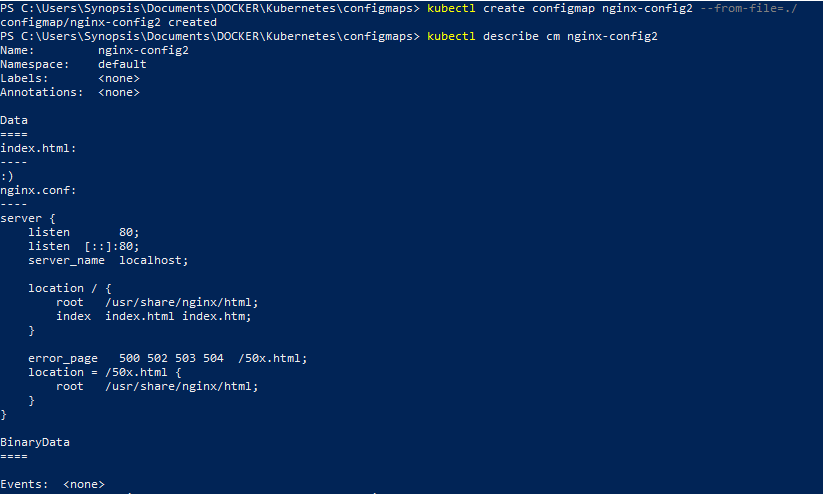 PS C:\Users\Synopsis\Documents\DOCKER\Kubernetes\configmaps> kubectl create configmap nginx-config2 --from-file=./
configmap/nginx-config2 created
PS C:\Users\Synopsis\Documents\DOCKER\Kubernetes\configmaps> kubectl describe cm nginx-config2
Name:         nginx-config2
Namespace:    default
Labels:       <none>
Annotations:  <none>

Data
====
index.html:
----
:)
nginx.conf:
----
server {
    listen       80;
    listen  [::]:80;
    server_name  localhost;

    location / {
        root   /usr/share/nginx/html;
        index  index.html index.htm;
    }

    error_page   500 502 503 504  /50x.html;
    location = /50x.html {
        root   /usr/share/nginx/html;
    }
}

BinaryData
====

Events:  <none>